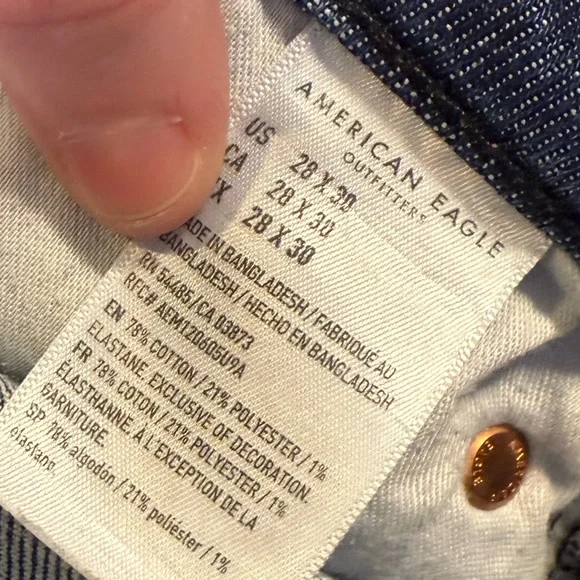 AMERICAN EAGLE
OUTFITTERS
US 28 X 30
CA 28 X 30
28 X 30
MADE IN BANGLADESH / FABRIQUÉ AU
BANGLADESH / HECHO EN BANGLADESH
RN 54485/CA 03873
RFC# AEM120605U9A
EN 78% COTTON / 21% POLYESTER / 1%
ELASTANE. EXCLUSIVE OF DECORATION.
FR 78% COTON / 21% POLYESTER / 1%
ÉLASTHANNE. À L'EXCEPTION DE LA
GARNITURE.
SP. 78% algodón / 21% poliéster / 1%
elastano